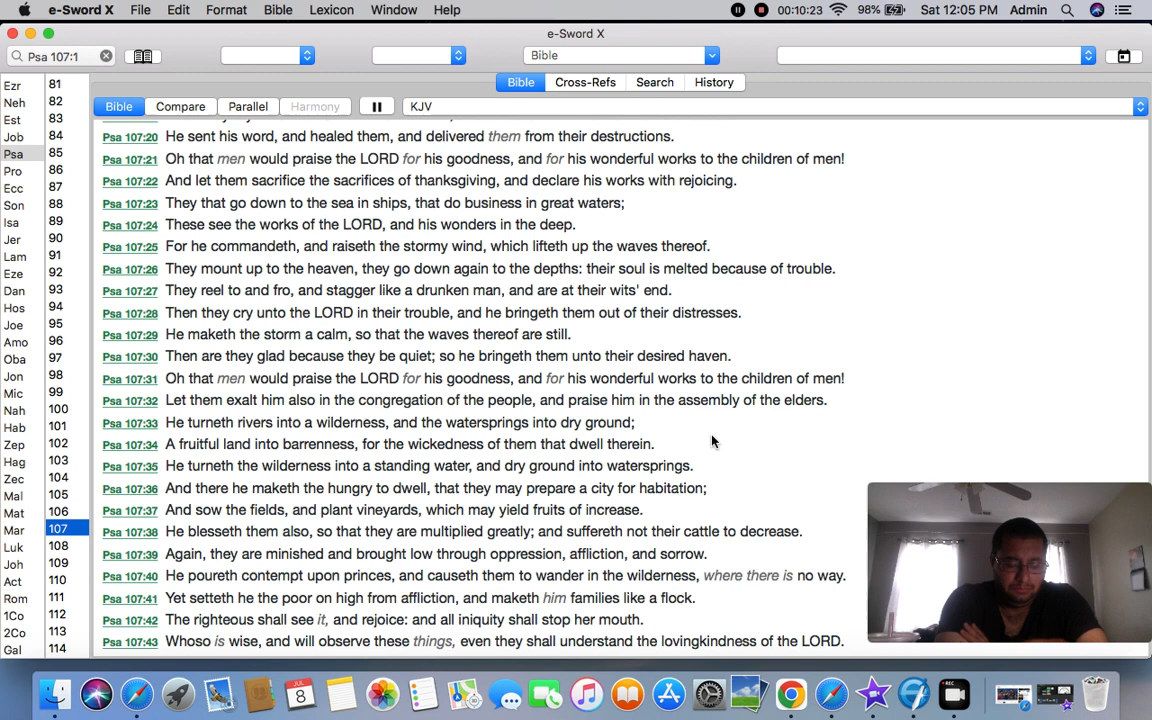 e-Sword X File Edit Format Bible Lexicon Window Help 00:10:23 98% Sat 12:05 PM Admin
e-Sword X
Psa 107:1 Bible
Bible Cross-Refs Search History
Bible Compare Parallel Harmony KJV
Ezr 81
Neh 82
Est 83
Job 84
Psa 85
Pro 86
Ecc 87
Son 88
Isa 89
Jer 90
Lam 91
Eze 92
Dan 93
Hos 94
Joe 95
Amo 96
Oba 97
Jon 98
Mic 99
Nah 100
Hab 101
Zep 102
Hag 103
Zec 104
Mal 105
Mat 106
Mar 107
Luk 108
Joh 109
Act 110
Rom 111
1Co 112
2Co 113
Gal 114
Psa 107:20 He sent his word, and healed them, and delivered them from their destructions.
Psa 107:21 Oh that men would praise the LORD for his goodness, and for his wonderful works to the children of men!
Psa 107:22 And let them sacrifice the sacrifices of thanksgiving, and declare his works with rejoicing.
Psa 107:23 They that go down to the sea in ships, that do business in great waters;
Psa 107:24 These see the works of the LORD, and his wonders in the deep.
Psa 107:25 For he commandeth, and raiseth the stormy wind, which lifteth up the waves thereof.
Psa 107:26 They mount up to the heaven, they go down again to the depths: their soul is melted because of trouble.
Psa 107:27 They reel to and fro, and stagger like a drunken man, and are at their wits' end.
Psa 107:28 Then they cry unto the LORD in their trouble, and he bringeth them out of their distresses.
Psa 107:29 He maketh the storm a calm, so that the waves thereof are still.
Psa 107:30 Then are they glad because they be quiet; so he bringeth them unto their desired haven.
Psa 107:31 Oh that men would praise the LORD for his goodness, and for his wonderful works to the children of men!
Psa 107:32 Let them exalt him also in the congregation of the people, and praise him in the assembly of the elders.
Psa 107:33 He turneth rivers into a wilderness, and the watersprings into dry ground;
Psa 107:34 A fruitful land into barrenness, for the wickedness of them that dwell therein.
Psa 107:35 He turneth the wilderness into a standing water, and dry ground into watersprings.
Psa 107:36 And there he maketh the hungry to dwell, that they may prepare a city for habitation;
Psa 107:37 And sow the fields, and plant vineyards, which may yield fruits of increase.
Psa 107:38 He blesseth them also, so that they are multiplied greatly; and suffereth not their cattle to decrease.
Psa 107:39 Again, they are minished and brought low through oppression, affliction, and sorrow.
Psa 107:40 He poureth contempt upon princes, and causeth them to wander in the wilderness, where there is no way.
Psa 107:41 Yet setteth he the poor on high from affliction, and maketh him families like a flock.
Psa 107:42 The righteous shall see it, and rejoice: and all iniquity shall stop her mouth.
Psa 107:43 Whoso is wise, and will observe these things, even they shall understand the lovingkindness of the LORD.
JUL
8
REC